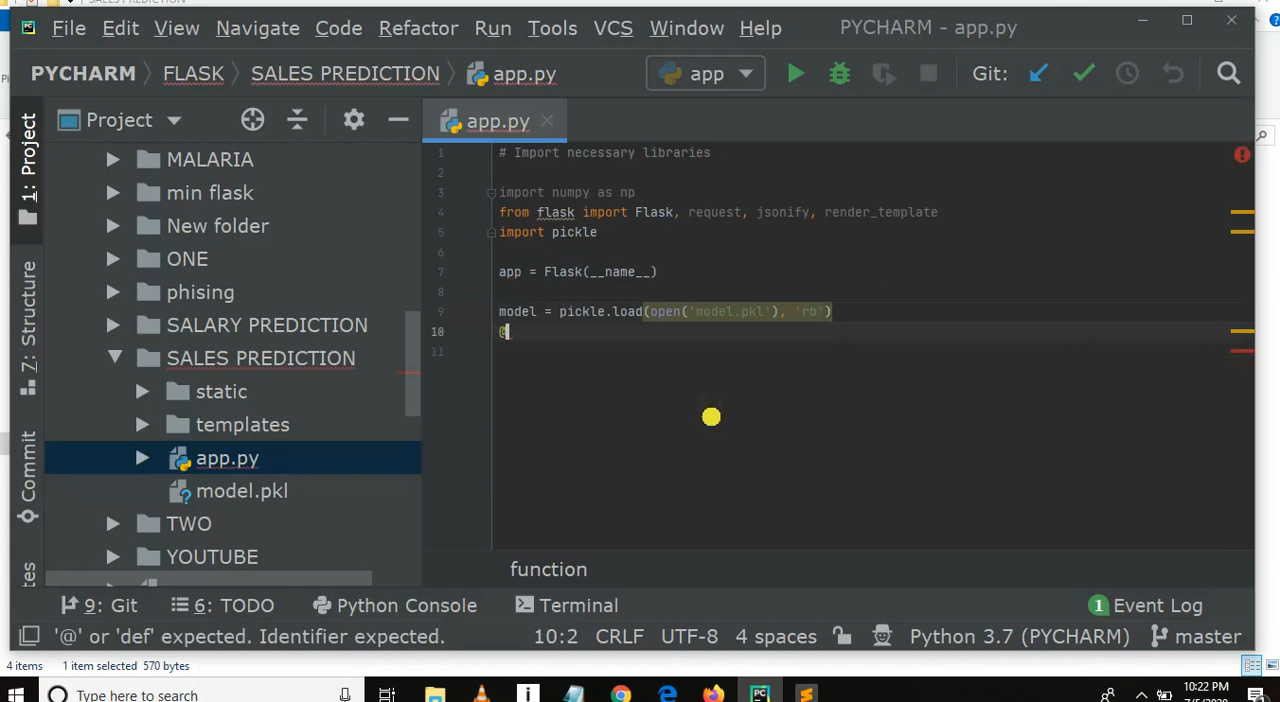 SALES PREDICTION
File Edit View Navigate Code Refactor Run Tools VCS Window Help PYCHARM - app.py
PYCHARM FLASK SALES PREDICTION app.py app Git:
1: Project
Project
app.py
MALARIA
min flask
New folder
ONE
phising
SALARY PREDICTION
SALES PREDICTION
static
templates
app.py
model.pkl
TWO
YOUTUBE
7: Structure
Commit
1 # Import necessary libraries
2
3 import numpy as np
4 from flask import Flask, request, jsonify, render_template
5 import pickle
6
7 app = Flask(__name__)
8
9 model = pickle.load(open('model.pkl'), 'rb')
10 @
11
function
9: Git 6: TODO Python Console Terminal 1 Event Log
'@' or 'def' expected. Identifier expected. 10:2 CRLF UTF-8 4 spaces Python 3.7 (PYCHARM) master
4 items 1 item selected 570 bytes
Type here to search
10:22 PM